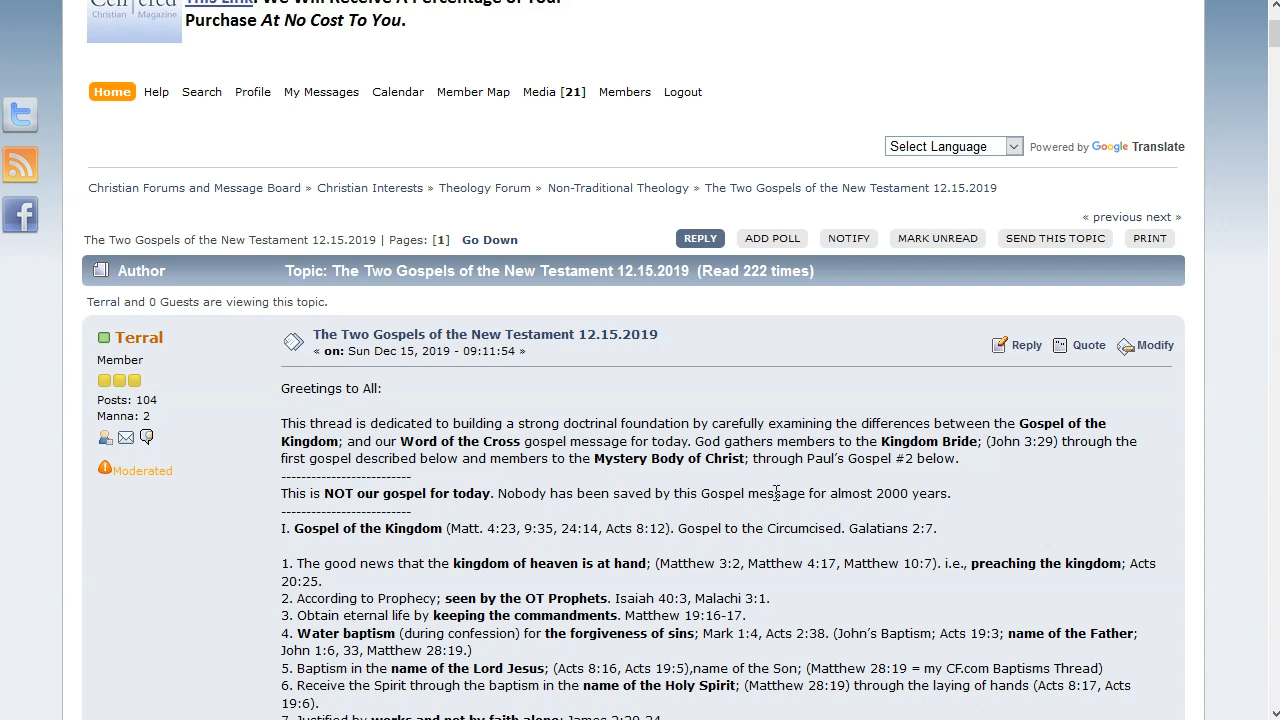 Centered
Christian Magazine
This Link. We Will Receive A Percentage of Your
Purchase At No Cost To You.
Home Help Search Profile My Messages Calendar Member Map Media [21] Members Logout
Select Language Powered by Google Translate
Christian Forums and Message Board » Christian Interests » Theology Forum » Non-Traditional Theology » The Two Gospels of the New Testament 12.15.2019
« previous next »
The Two Gospels of the New Testament 12.15.2019 | Pages: [1] Go Down REPLY ADD POLL NOTIFY MARK UNREAD SEND THIS TOPIC PRINT
Author Topic: The Two Gospels of the New Testament 12.15.2019 (Read 222 times)
Terral and 0 Guests are viewing this topic.
Terral
Member
Posts: 104
Manna: 2
Moderated
The Two Gospels of the New Testament 12.15.2019
« on: Sun Dec 15, 2019 - 09:11:54 »
Reply Quote Modify
Greetings to All:
This thread is dedicated to building a strong doctrinal foundation by carefully examining the differences between the Gospel of the
Kingdom; and our Word of the Cross gospel message for today. God gathers members to the Kingdom Bride; (John 3:29) through the
first gospel described below and members to the Mystery Body of Christ; through Paul's Gospel #2 below.
--------------------------
This is NOT our gospel for today. Nobody has been saved by this Gospel message for almost 2000 years.
--------------------------
I. Gospel of the Kingdom (Matt. 4:23, 9:35, 24:14, Acts 8:12). Gospel to the Circumcised. Galatians 2:7.
1. The good news that the kingdom of heaven is at hand; (Matthew 3:2, Matthew 4:17, Matthew 10:7). i.e., preaching the kingdom; Acts
20:25.
2. According to Prophecy; seen by the OT Prophets. Isaiah 40:3, Malachi 3:1.
3. Obtain eternal life by keeping the commandments. Matthew 19:16-17.
4. Water baptism (during confession) for the forgiveness of sins; Mark 1:4, Acts 2:38. (John's Baptism; Acts 19:3; name of the Father;
John 1:6, 33, Matthew 28:19.)
5. Baptism in the name of the Lord Jesus; (Acts 8:16, Acts 19:5),name of the Son; (Matthew 28:19 = my CF.com Baptisms Thread)
6. Receive the Spirit through the baptism in the name of the Holy Spirit; (Matthew 28:19) through the laying of hands (Acts 8:17, Acts
19:6).
7. Justified by works and not by faith alone; James 2:20-24.